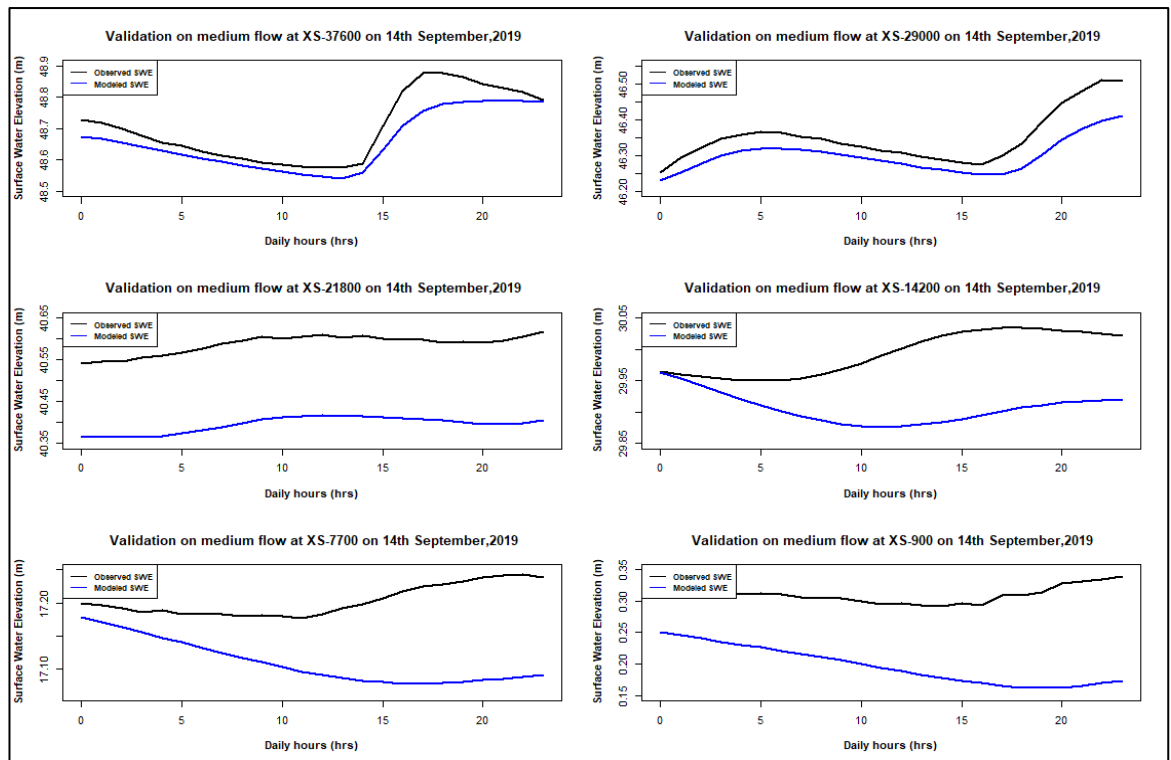 Validation on medium flow at XS-37600 on 14th September,2019
Surface Water Elevation (m)
48.9
48.8
48.7
48.6
48.5
Observed SWE
Modeled SWE
0 5 10 15 20
Daily hours (hrs)
Validation on medium flow at XS-29000 on 14th September,2019
Surface Water Elevation (m)
46.50
46.40
46.30
46.20
Observed SWE
Modeled SWE
0 5 10 15 20
Daily hours (hrs)
Validation on medium flow at XS-21800 on 14th September,2019
Surface Water Elevation (m)
40.65
40.55
40.45
40.35
Observed SWE
Modeled SWE
0 5 10 15 20
Daily hours (hrs)
Validation on medium flow at XS-14200 on 14th September,2019
Surface Water Elevation (m)
30.05
29.95
29.85
Observed SWE
Modeled SWE
0 5 10 15 20
Daily hours (hrs)
Validation on medium flow at XS-7700 on 14th September,2019
Surface Water Elevation (m)
17.20
17.10
Observed SWE
Modeled SWE
0 5 10 15 20
Daily hours (hrs)
Validation on medium flow at XS-900 on 14th September,2019
Surface Water Elevation (m)
0.35
0.30
0.25
0.20
0.15
Observed SWE
Modeled SWE
0 5 10 15 20
Daily hours (hrs)